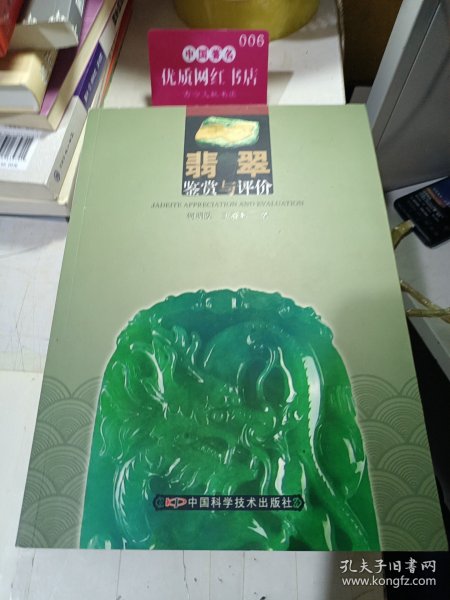 006
中国著名
优质网红书店
翡翠
鉴赏与评价
JADEITE APPRECIATION AND EVALUATION
中国科学技术出版社
孔夫子旧书网
www.kongfz.com